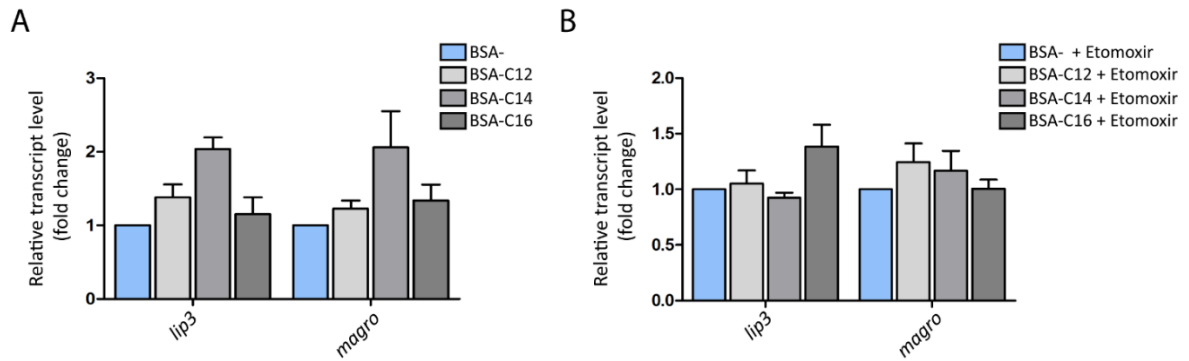 A
BSA-
BSA-C12
BSA-C14
BSA-C16
Relative transcript level
(fold change)
3
2
1
0
lip3
magro
B
BSA- + Etomoxir
BSA-C12 + Etomoxir
BSA-C14 + Etomoxir
BSA-C16 + Etomoxir
Relative transcript level
(fold change)
2.0
1.5
1.0
0.5
0.0
lip3
magro